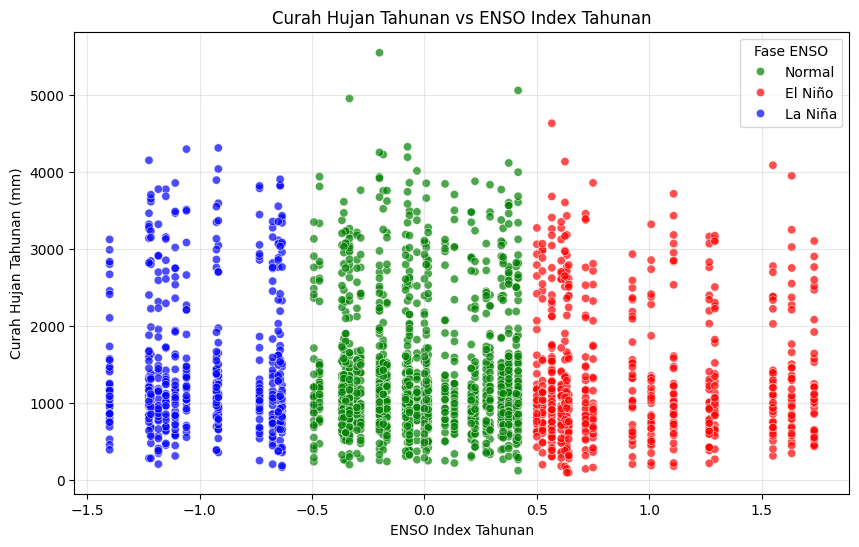 Curah Hujan Tahunan vs ENSO Index Tahunan
Fase ENSO
Normal
El Niño
La Niña
Curah Hujan Tahunan (mm)
5000
4000
3000
2000
1000
0
−1.5 −1.0 −0.5 0.0 0.5 1.0 1.5
ENSO Index Tahunan